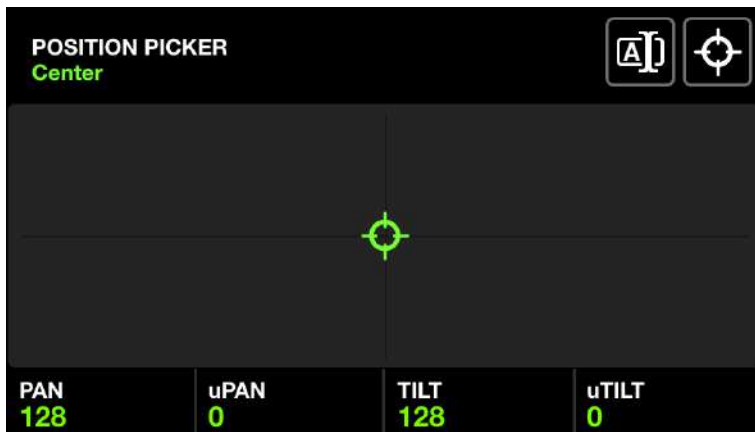 POSITION PICKER
Center
A
PAN
128
uPAN
0
TILT
128
uTILT
0